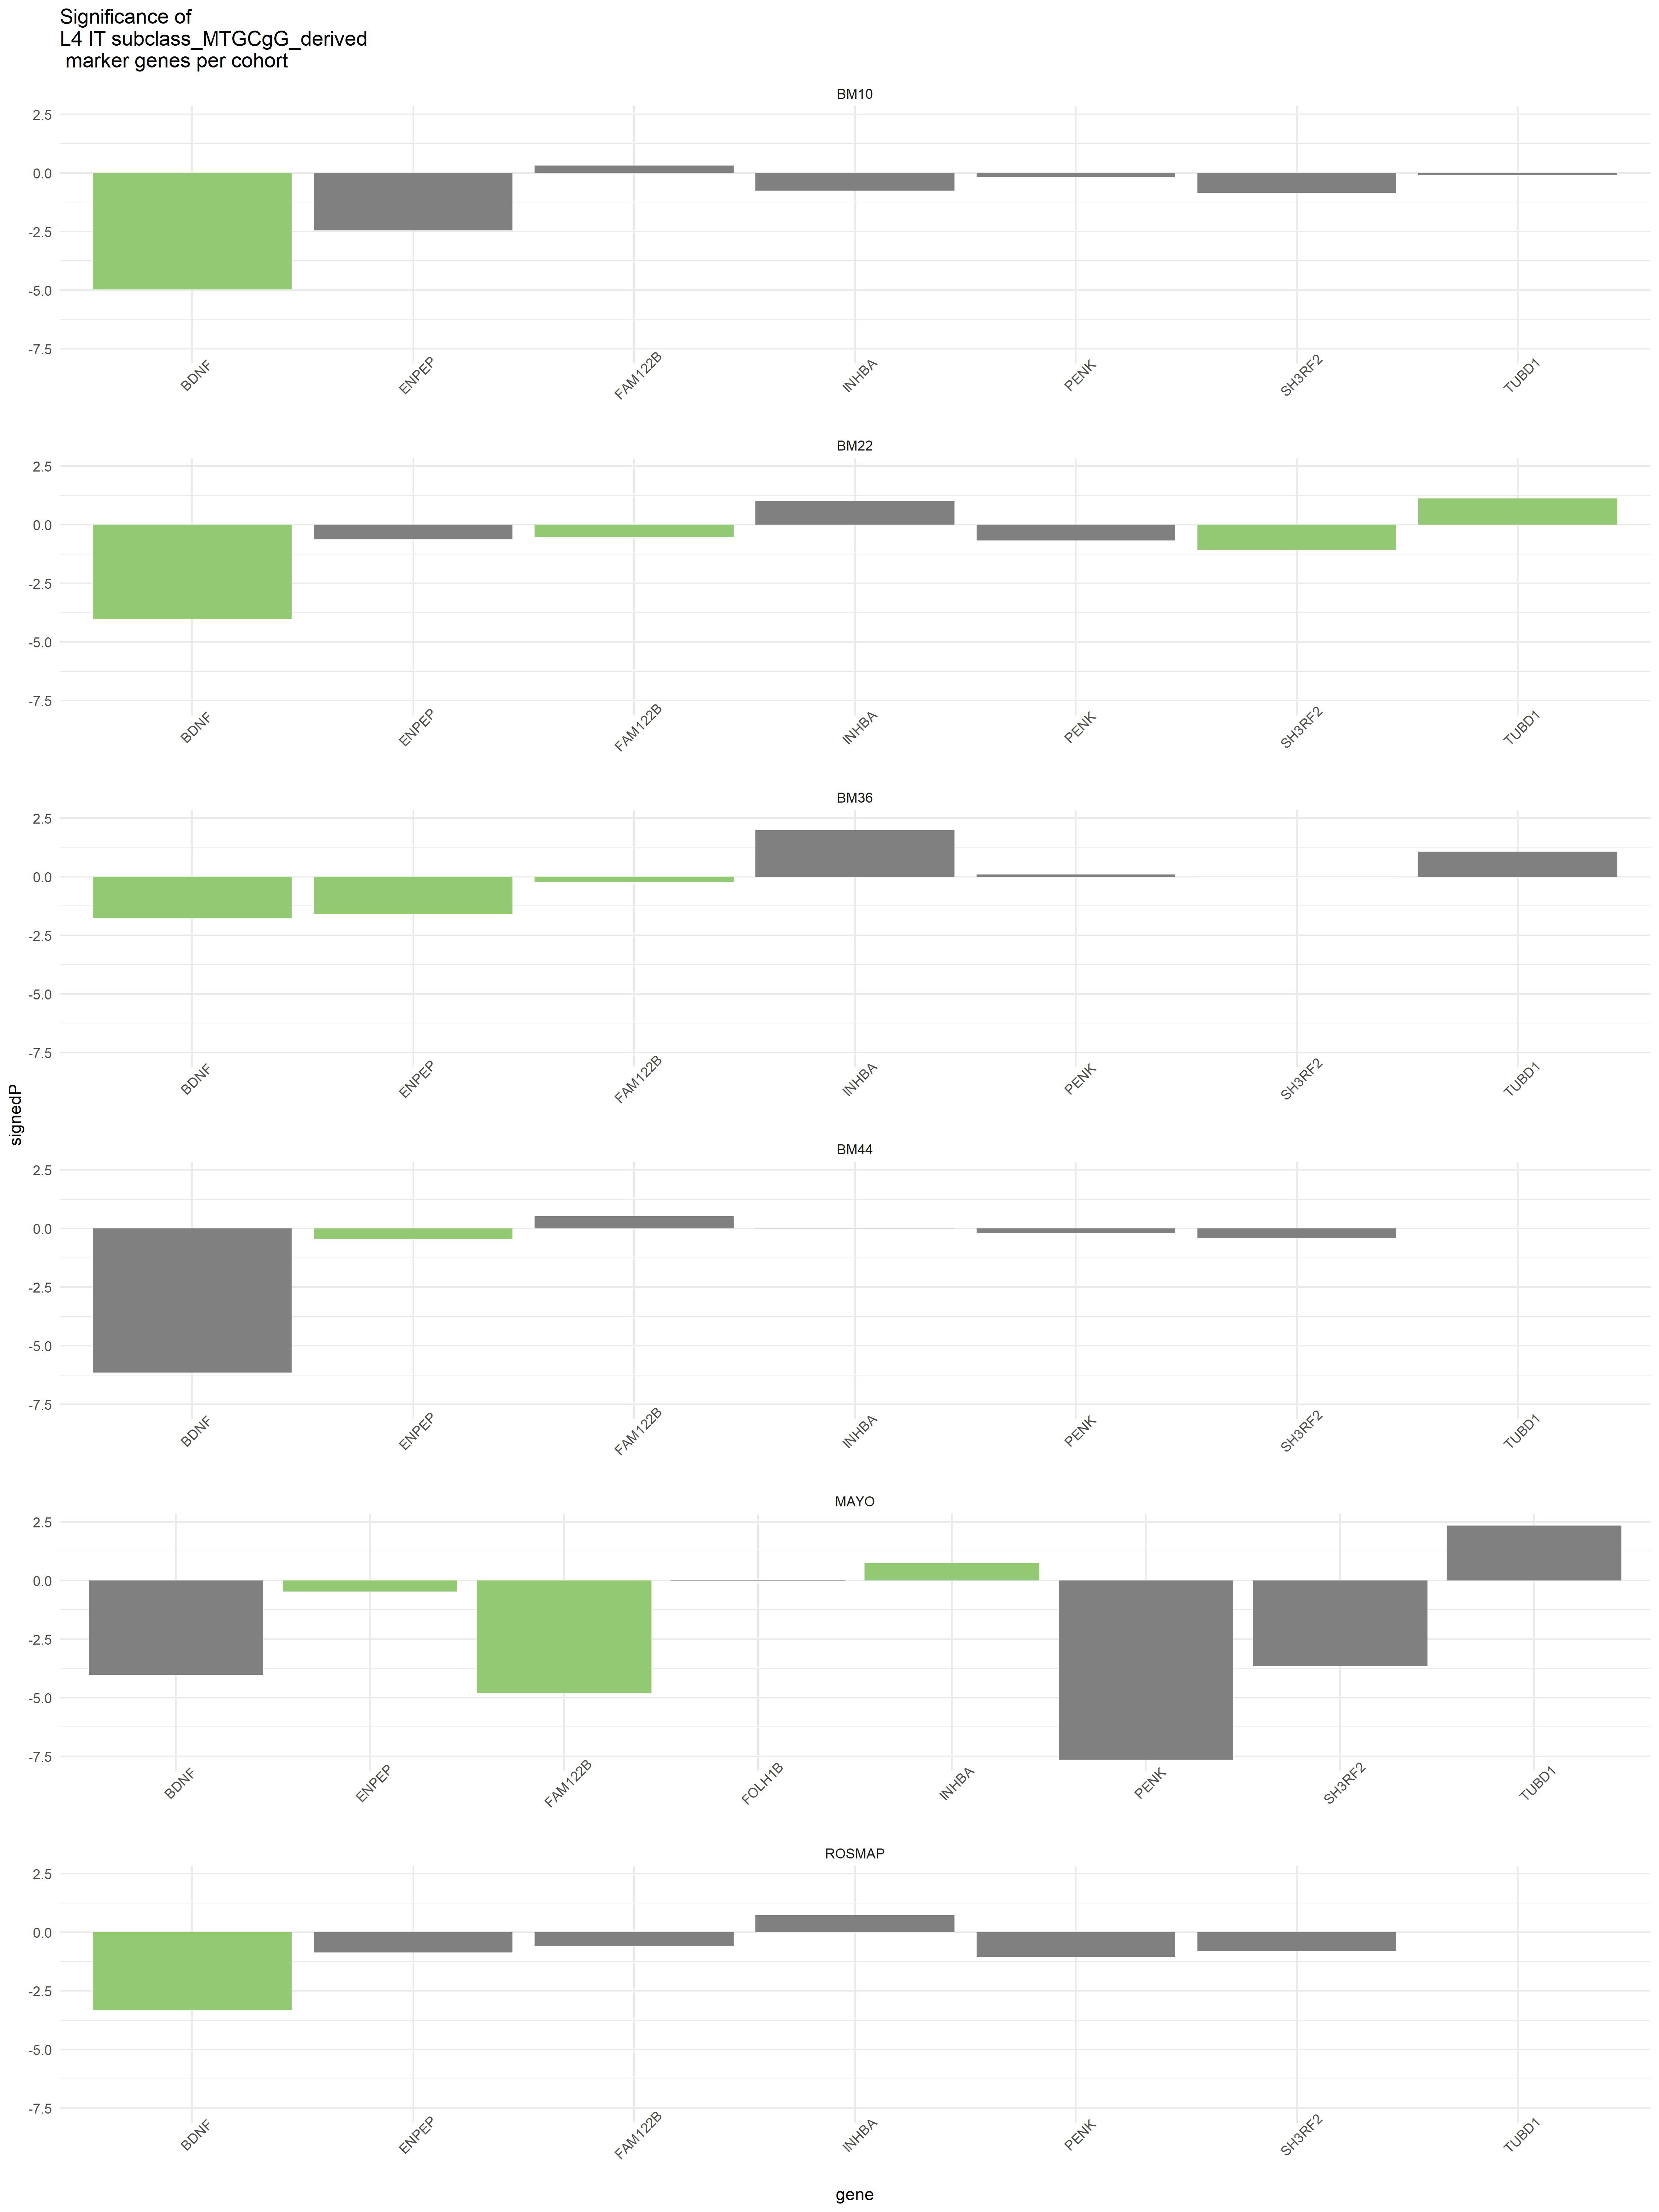 Significance of
L4 IT subclass_MTGCgG_derived
marker genes per cohort
BM10
2.5
0.0
-2.5
-5.0
-7.5
BDNF ENPEP FAM122B INHBA PENK SH3RF2 TUBD1
BM22
2.5
0.0
-2.5
-5.0
-7.5
BDNF ENPEP FAM122B INHBA PENK SH3RF2 TUBD1
BM36
2.5
0.0
-2.5
-5.0
-7.5
BDNF ENPEP FAM122B INHBA PENK SH3RF2 TUBD1
signedP
BM44
2.5
0.0
-2.5
-5.0
-7.5
BDNF ENPEP FAM122B INHBA PENK SH3RF2 TUBD1
MAYO
2.5
0.0
-2.5
-5.0
-7.5
BDNF ENPEP FAM122B FOLH1B INHBA PENK SH3RF2 TUBD1
ROSMAP
2.5
0.0
-2.5
-5.0
-7.5
BDNF ENPEP FAM122B INHBA PENK SH3RF2 TUBD1
gene